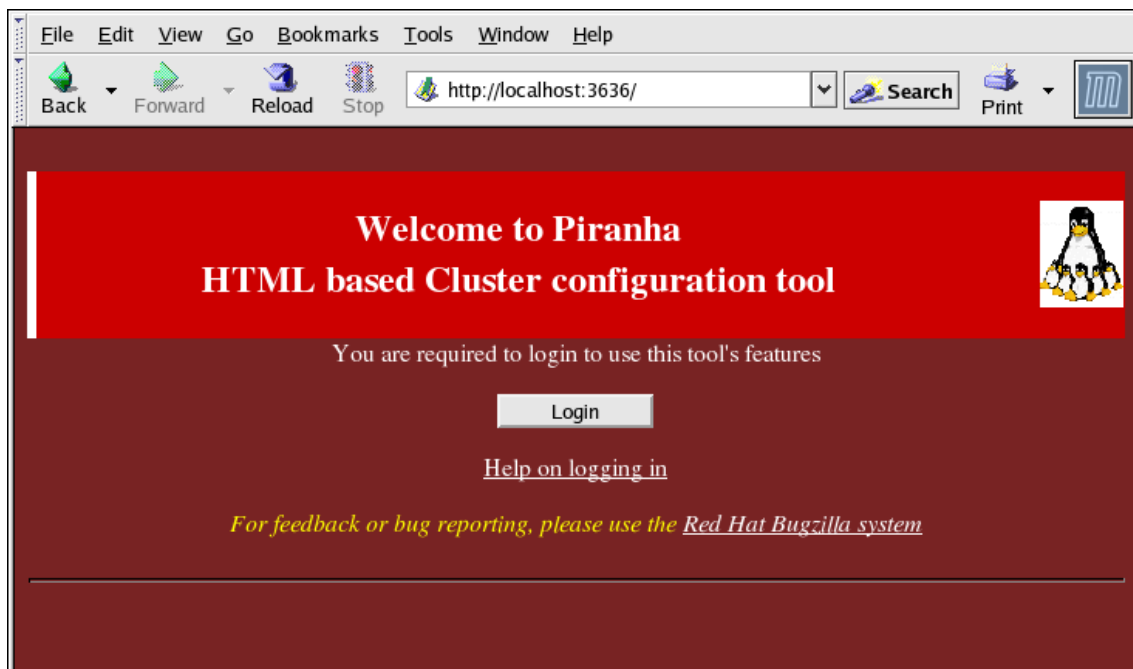 File Edit View Go Bookmarks Tools Window Help
Back Forward Reload Stop http://localhost:3636/ Search Print
Welcome to Piranha
HTML based Cluster configuration tool
You are required to login to use this tool's features
Login
Help on logging in
For feedback or bug reporting, please use the Red Hat Bugzilla system